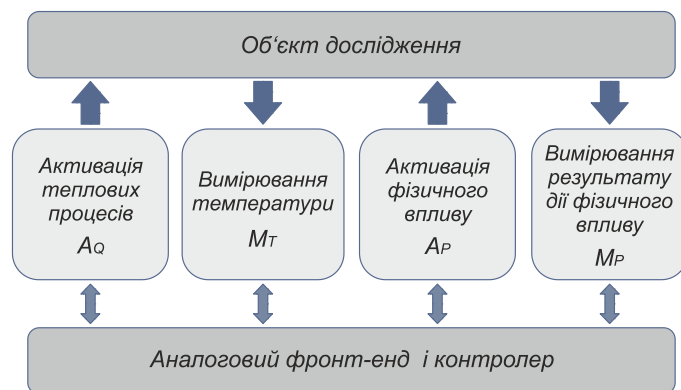 Об‘єкт дослідження
Активація
теплових
процесів
AQ
Вимірювання
температури
MT
Активація
фізичного
впливу
AP
Вимірювання
результату
дії фізичного
впливу
MP
Аналоговий фронт-енд і контролер